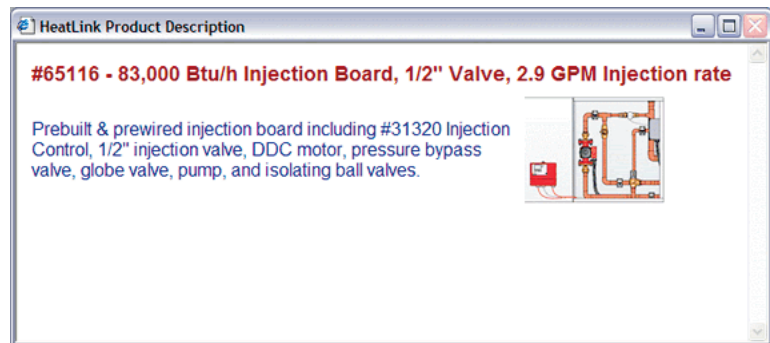 HeatLink Product Description
#65116 - 83,000 Btu/h Injection Board, 1/2" Valve, 2.9 GPM Injection rate
Prebuilt & prewired injection board including #31320 Injection
Control, 1/2" injection valve, DDC motor, pressure bypass
valve, globe valve, pump, and isolating ball valves.